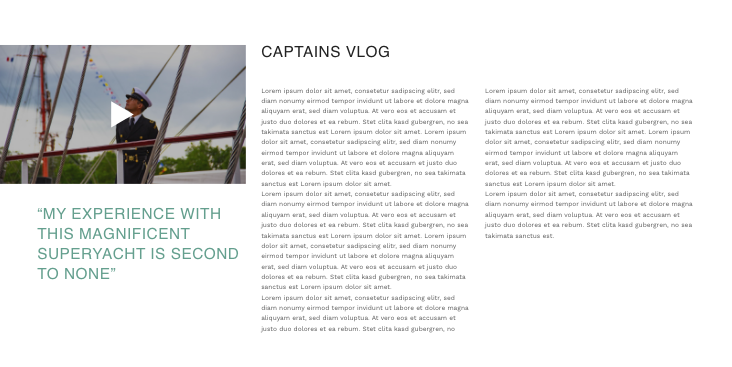 CAPTAINS VLOG
“MY EXPERIENCE WITH
THIS MAGNIFICENT
SUPERYACHT IS SECOND
TO NONE”
Lorem ipsum dolor sit amet, consetetur sadipscing elitr, sed
diam nonumy eirmod tempor invidunt ut labore et dolore magna
aliquyam erat, sed diam voluptua. At vero eos et accusam et
justo duo dolores et ea rebum. Stet clita kasd gubergren, no sea
takimata sanctus est Lorem ipsum dolor sit amet. Lorem ipsum
dolor sit amet, consetetur sadipscing elitr, sed diam nonumy
eirmod tempor invidunt ut labore et dolore magna aliquyam
erat, sed diam voluptua. At vero eos et accusam et justo duo
dolores et ea rebum. Stet clita kasd gubergren, no sea takimata
sanctus est Lorem ipsum dolor sit amet.
Lorem ipsum dolor sit amet, consetetur sadipscing elitr, sed
diam nonumy eirmod tempor invidunt ut labore et dolore magna
aliquyam erat, sed diam voluptua. At vero eos et accusam et
justo duo dolores et ea rebum. Stet clita kasd gubergren, no sea
takimata sanctus est Lorem ipsum dolor sit amet. Lorem ipsum
dolor sit amet, consetetur sadipscing elitr, sed diam nonumy
eirmod tempor invidunt ut labore et dolore magna aliquyam
erat, sed diam voluptua. At vero eos et accusam et justo duo
dolores et ea rebum. Stet clita kasd gubergren, no sea takimata
sanctus est Lorem ipsum dolor sit amet.
Lorem ipsum dolor sit amet, consetetur sadipscing elitr, sed
diam nonumy eirmod tempor invidunt ut labore et dolore magna
aliquyam erat, sed diam voluptua. At vero eos et accusam et
justo duo dolores et ea rebum. Stet clita kasd gubergren, no
Lorem ipsum dolor sit amet, consetetur sadipscing elitr, sed
diam nonumy eirmod tempor invidunt ut labore et dolore magna
aliquyam erat, sed diam voluptua. At vero eos et accusam et
justo duo dolores et ea rebum. Stet clita kasd gubergren, no sea
takimata sanctus est Lorem ipsum dolor sit amet. Lorem ipsum
dolor sit amet, consetetur sadipscing elitr, sed diam nonumy
eirmod tempor invidunt ut labore et dolore magna aliquyam
erat, sed diam voluptua. At vero eos et accusam et justo duo
dolores et ea rebum. Stet clita kasd gubergren, no sea takimata
sanctus est Lorem ipsum dolor sit amet.
Lorem ipsum dolor sit amet, consetetur sadipscing elitr, sed
diam nonumy eirmod tempor invidunt ut labore et dolore magna
aliquyam erat, sed diam voluptua. At vero eos et accusam et
justo duo dolores et ea rebum. Stet clita kasd gubergren, no sea
takimata sanctus est.